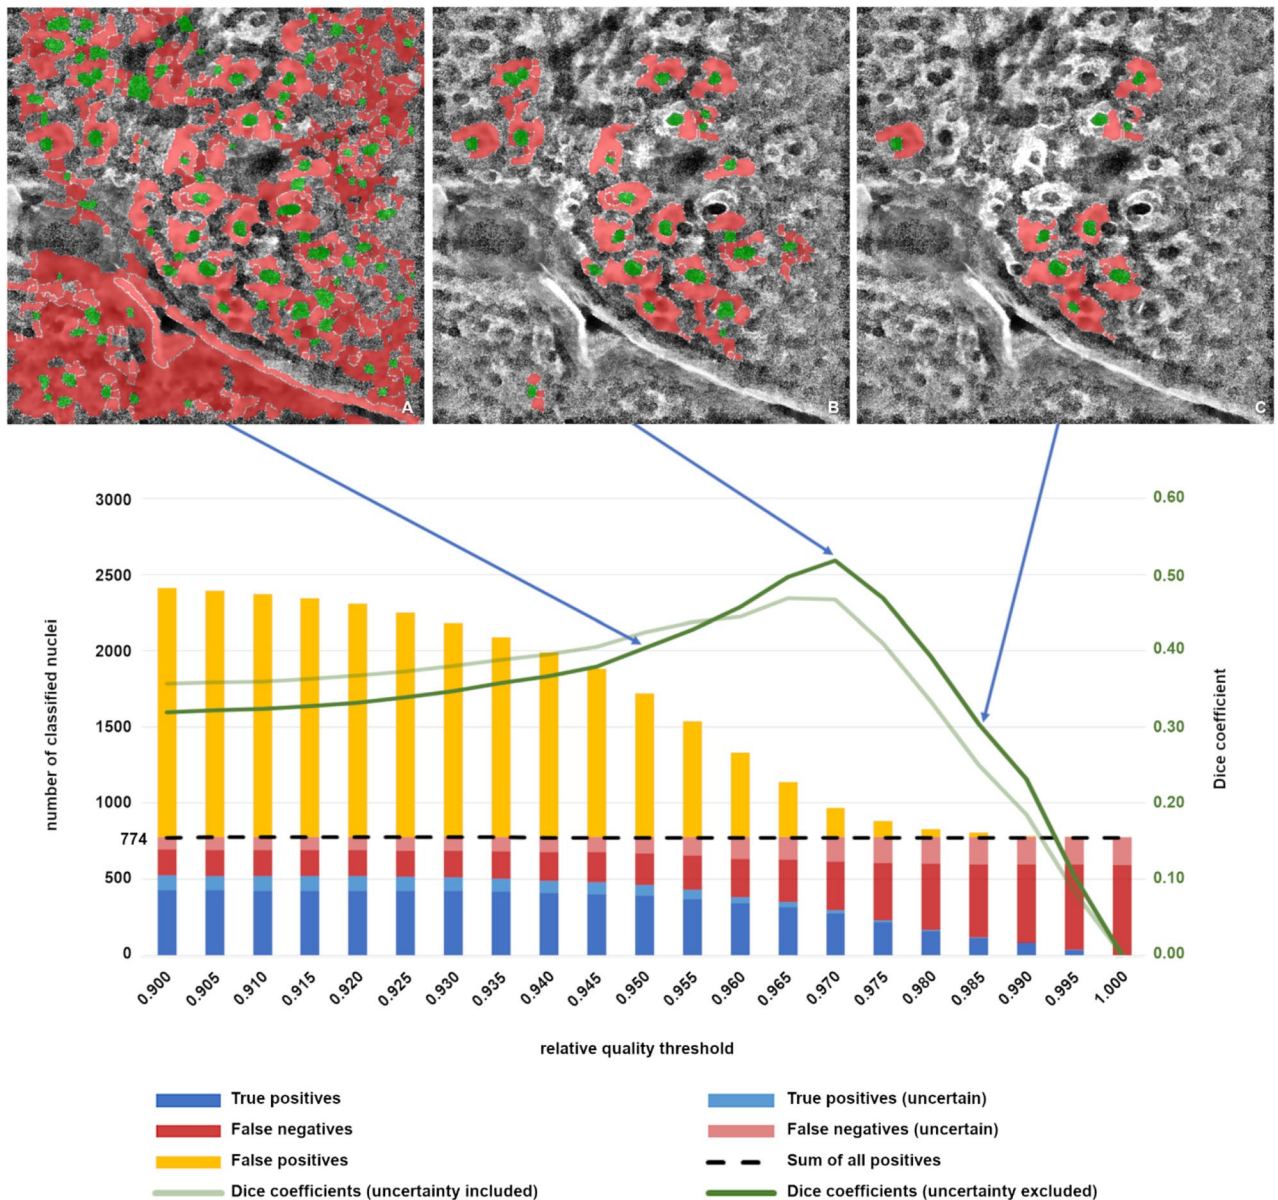 A
B
C
3000
0.60
2500
0.50
2000
0.40
1500
0.30
1000
0.20
774
500
0.10
0
0.00
number of classified nuclei
Dice coefficient
0.900 0.905 0.910 0.915 0.920 0.925 0.930 0.935 0.940 0.945 0.950 0.955 0.960 0.965 0.970 0.975 0.980 0.985 0.990 0.995 1.000
relative quality threshold
True positives
True positives (uncertain)
False negatives
False negatives (uncertain)
False positives
Sum of all positives
Dice coefficients (uncertainty included)
Dice coefficients (uncertainty excluded)